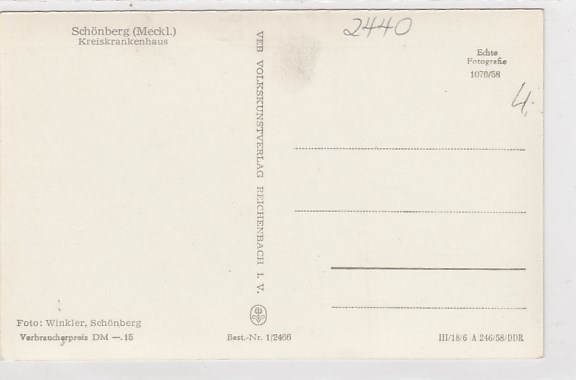 Schönberg (Meckl.)
Kreiskrankenhaus
2440
Echte
Fotografie
1076/58
4,
VEB VOLKSKUNSTVERLAG REICHENBACH i. V.
Foto: Winkler, Schönberg
Verbraucherpreis DM —.15
Best.-Nr. 1/2466
III/18/6 A 246/58/DDR